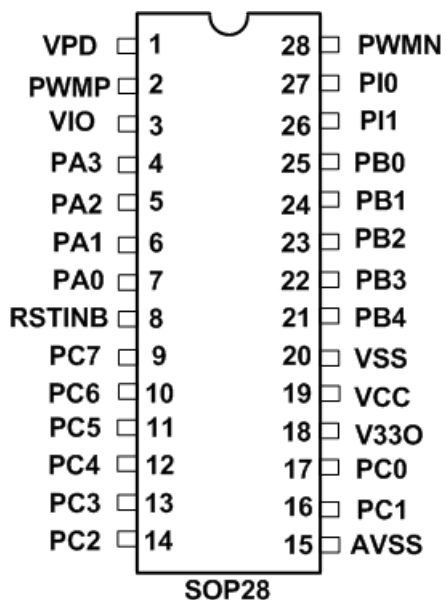 VPD 1 28 PWMN
PWMP 2 27 PI0
VIO 3 26 PI1
PA3 4 25 PB0
PA2 5 24 PB1
PA1 6 23 PB2
PA0 7 22 PB3
RSTINB 8 21 PB4
PC7 9 20 VSS
PC6 10 19 VCC
PC5 11 18 V33O
PC4 12 17 PC0
PC3 13 16 PC1
PC2 14 15 AVSS
SOP28